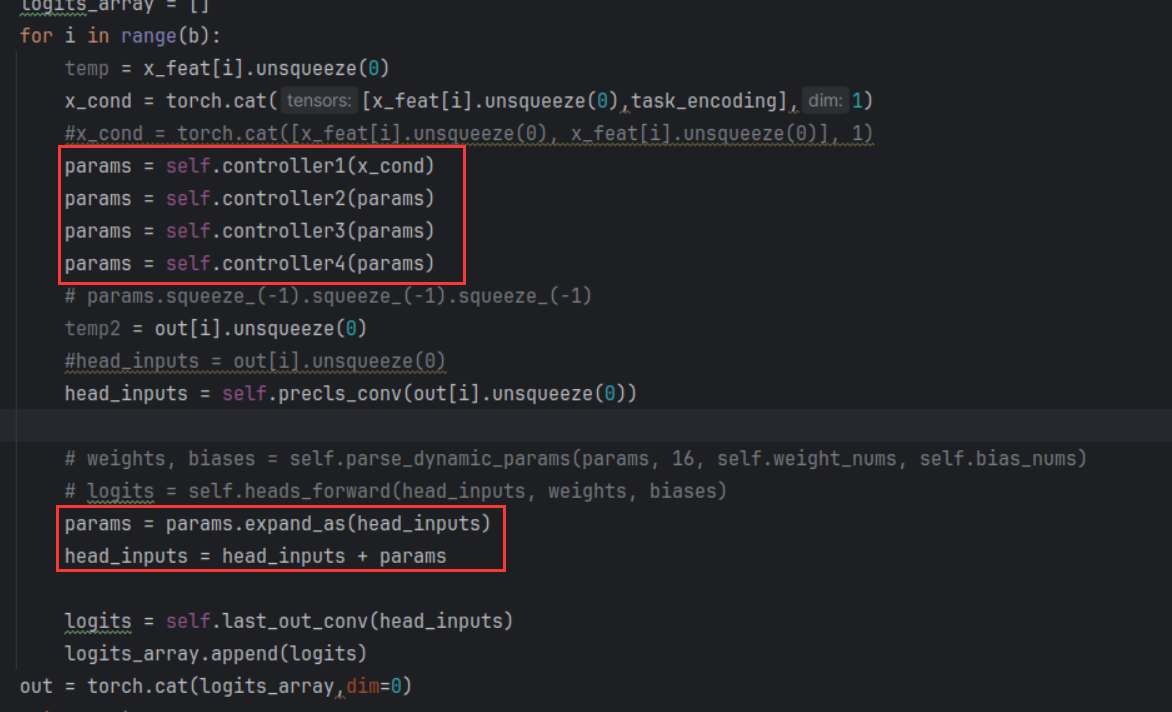 logits_array = []
for i in range(b):
temp = x_feat[i].unsqueeze(0)
x_cond = torch.cat( tensors: [x_feat[i].unsqueeze(0),task_encoding], dim: 1)
#x_cond = torch.cat([x_feat[i].unsqueeze(0), x_feat[i].unsqueeze(0)], 1)
params = self.controller1(x_cond)
params = self.controller2(params)
params = self.controller3(params)
params = self.controller4(params)
# params.squeeze_(-1).squeeze_(-1).squeeze_(-1)
temp2 = out[i].unsqueeze(0)
#head_inputs = out[i].unsqueeze(0)
head_inputs = self.precls_conv(out[i].unsqueeze(0))
# weights, biases = self.parse_dynamic_params(params, 16, self.weight_nums, self.bias_nums)
# logits = self.heads_forward(head_inputs, weights, biases)
params = params.expand_as(head_inputs)
head_inputs = head_inputs + params
logits = self.last_out_conv(head_inputs)
logits_array.append(logits)
out = torch.cat(logits_array,dim=0)